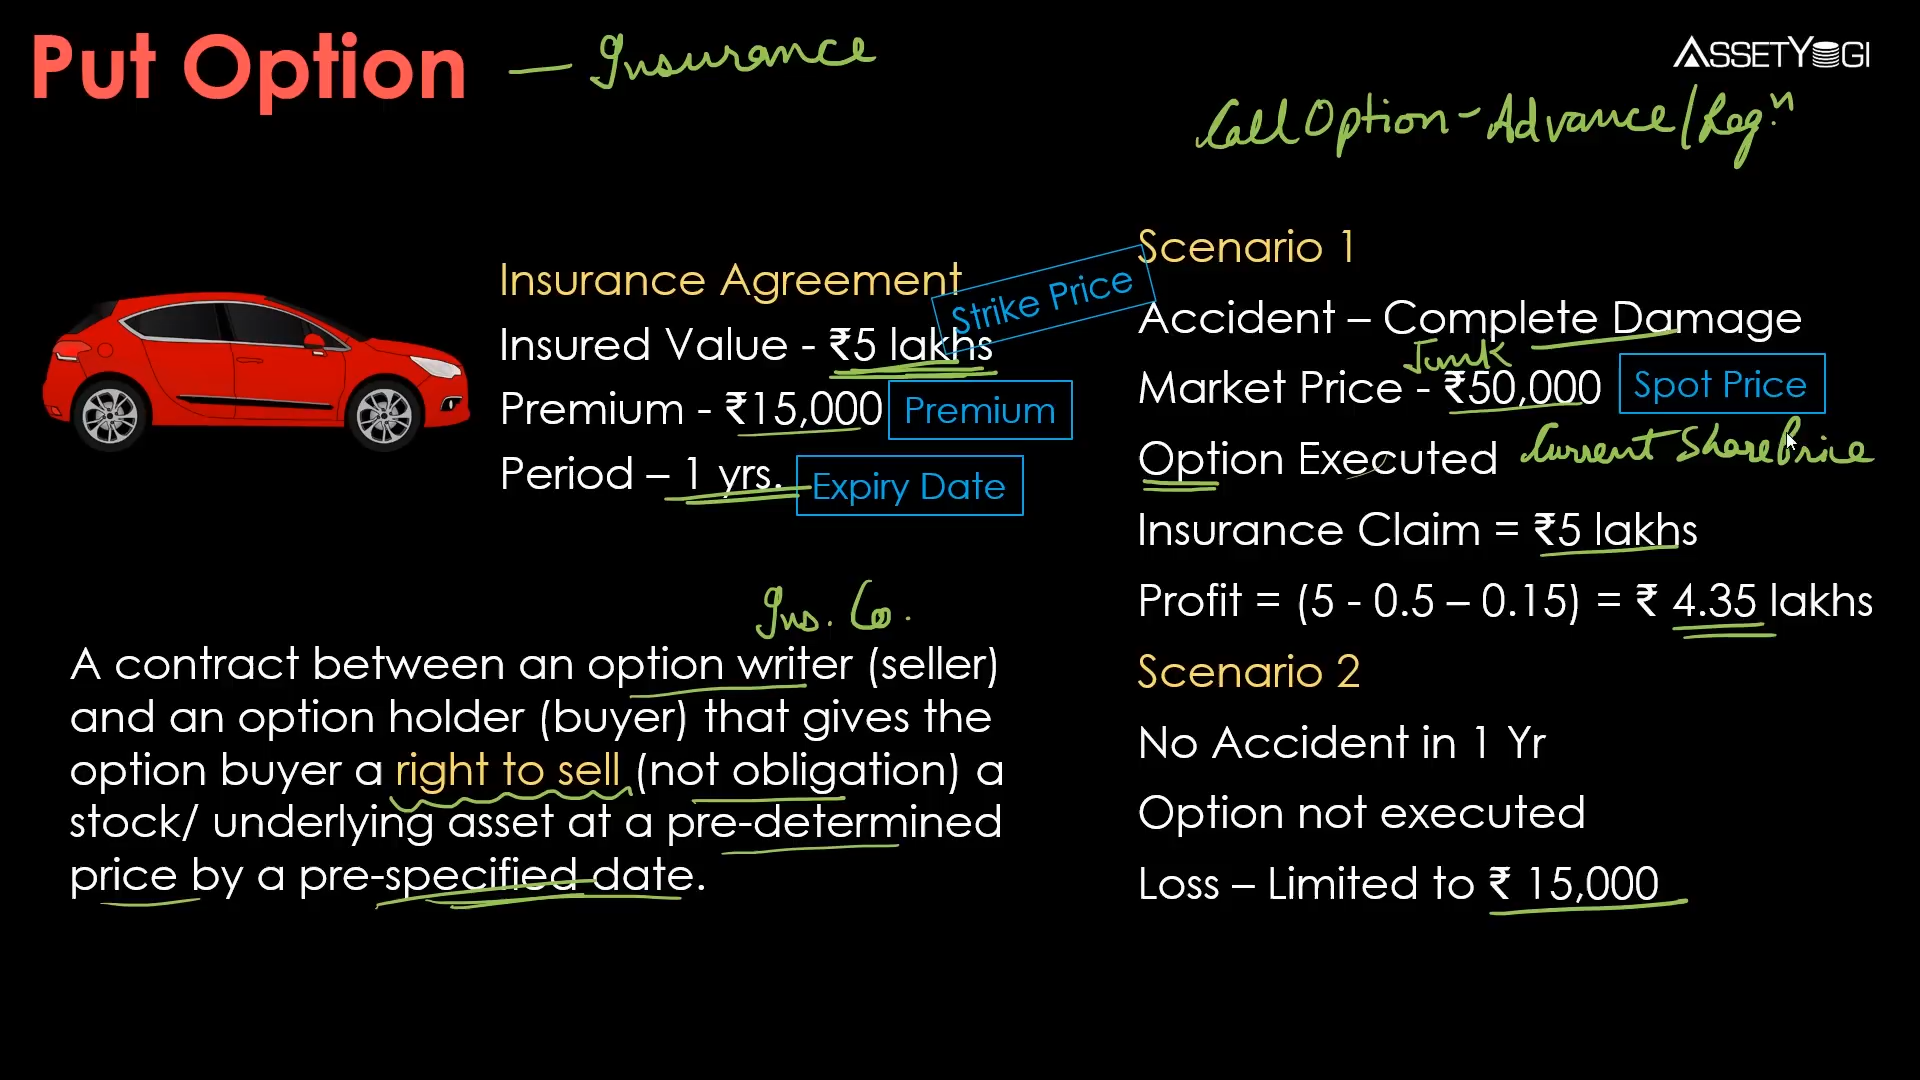 Put Option – Insurance
ASSETYOGI
Call Option - Advance/Reg.n
Insurance Agreement
Strike Price
Insured Value - ₹5 lakhs
Premium - ₹15,000 Premium
Period – 1 yrs. Expiry Date
Ins. Co.
A contract between an option writer (seller)
and an option holder (buyer) that gives the
option buyer a right to sell (not obligation) a
stock/ underlying asset at a pre-determined
price by a pre-specified date.
Scenario 1
Accident – Complete Damage
Junk
Market Price - ₹50,000 Spot Price
Option Executed Current Share Price
Insurance Claim = ₹5 lakhs
Profit = (5 - 0.5 – 0.15) = ₹ 4.35 lakhs
Scenario 2
No Accident in 1 Yr
Option not executed
Loss – Limited to ₹ 15,000